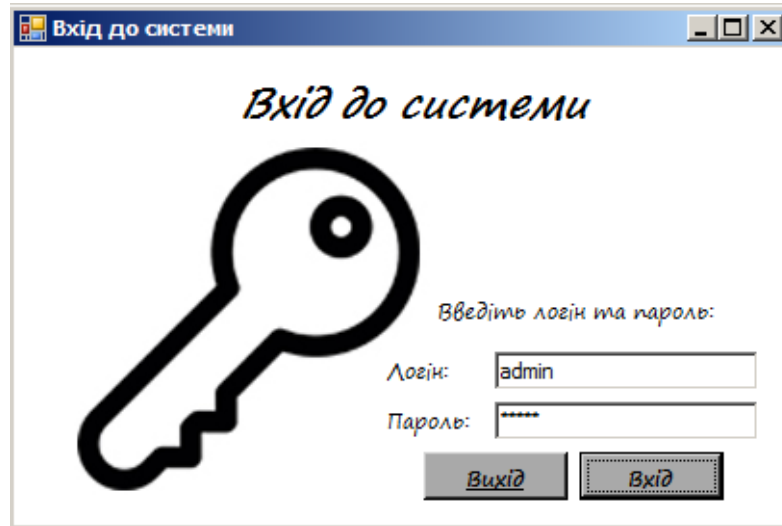 Вхід до системи
Вхід до системи
Введіть логін та пароль:
Логін: admin
Пароль: *****
Вихід Вхід